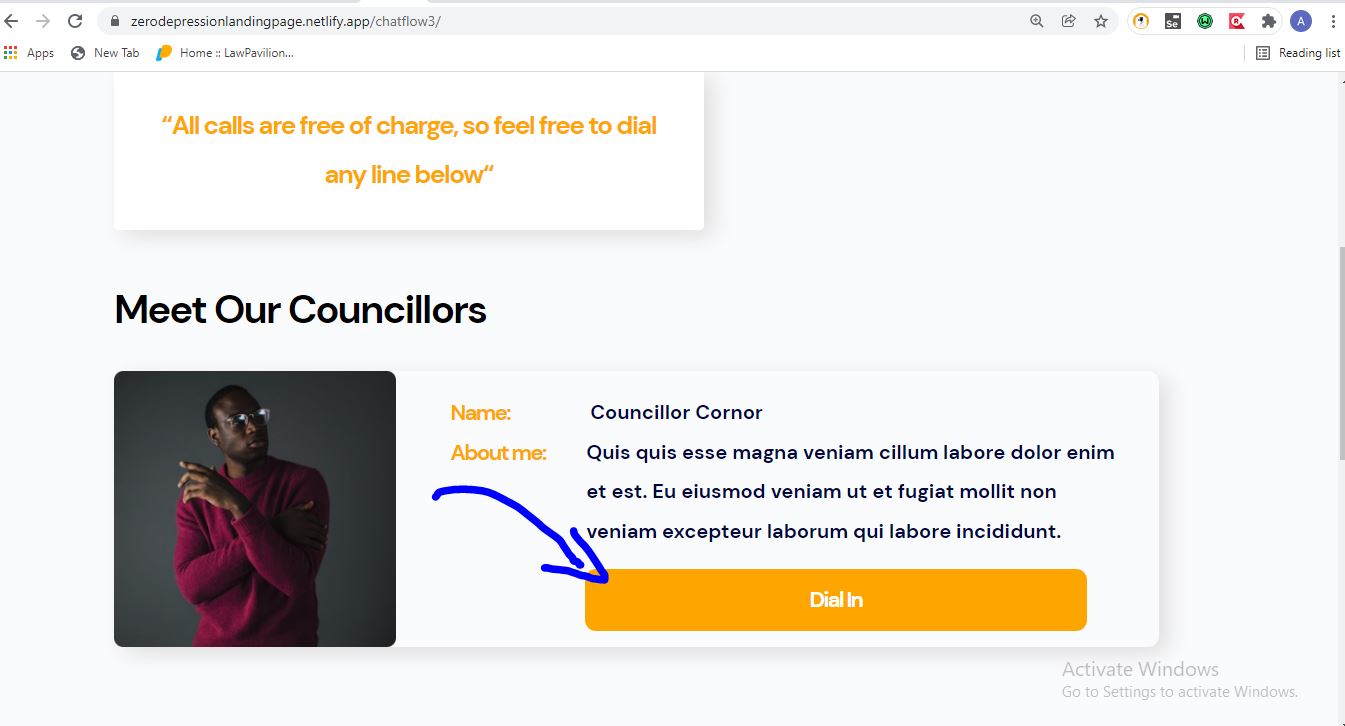 zerodepressionlandingpage.netlify.app/chatflow3/
Se
A
Apps
New Tab
Home :: LawPavilion...
Reading list
“All calls are free of charge, so feel free to dial
any line below“
Meet Our Councillors
Name: Councillor Cornor
About me: Quis quis esse magna veniam cillum labore dolor enim
et est. Eu eiusmod veniam ut et fugiat mollit non
veniam excepteur laborum qui labore incididunt.
Dial In
Activate Windows
Go to Settings to activate Windows.